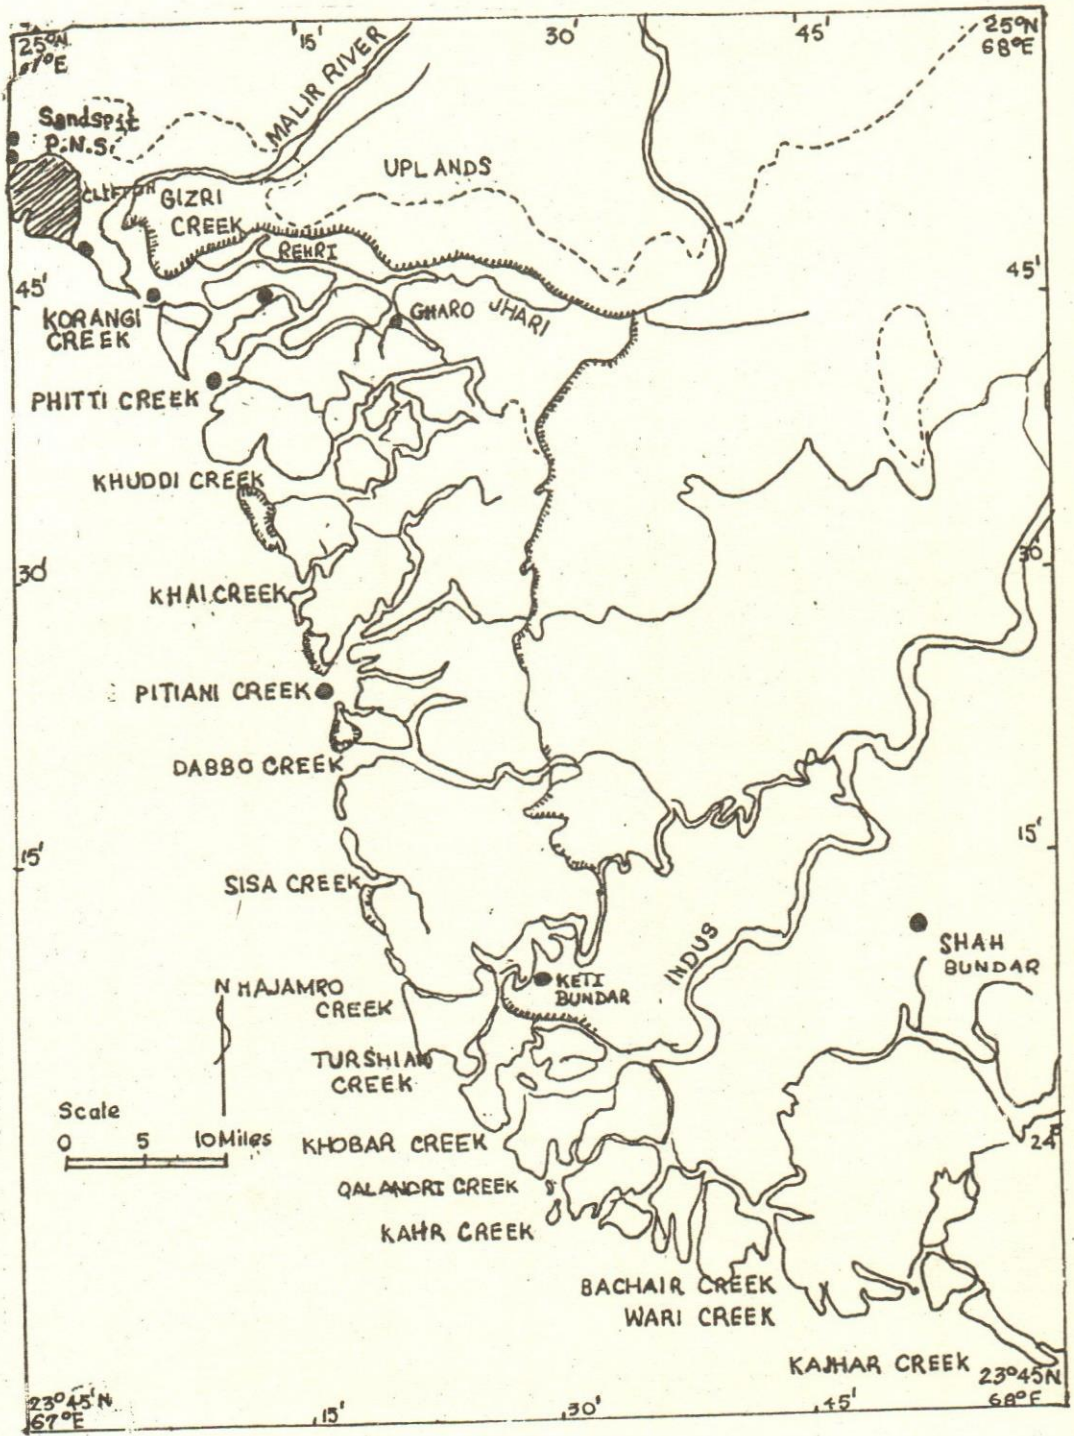 25°N
67°E
15'
30'
45'
25°N
68°E
Sandspit
P.N.S.
MALIR RIVER
UPLANDS
CLIFTON
GIZRI
CREEK
REHRI
45'
45'
KORANGI
CREEK
GHARO
JHARI
PHITTI CREEK
KHUDDI CREEK
30'
30'
KHAI CREEK
PITIANI CREEK
DABBO CREEK
15'
15'
SISA CREEK
INDUS
SHAH
BUNDAR
KETI
BUNDAR
N
HAJAMRO
CREEK
TURSHIAN
CREEK
Scale
0 5 10 Miles
KHOBAR CREEK
24°
QALANDRI CREEK
KAHR CREEK
BACHAIR CREEK
WARI CREEK
KAJHAR CREEK
23°45'N
67°E
15'
30'
45'
23°45N
68°E